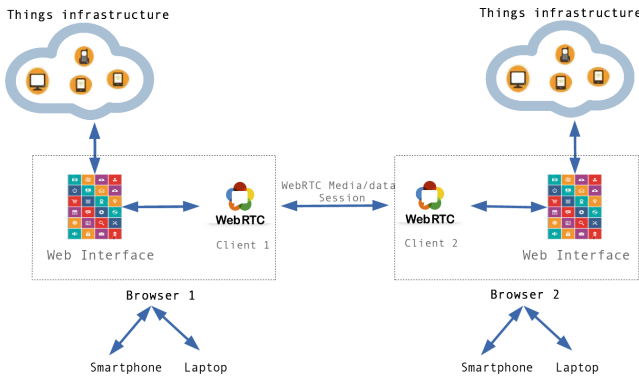 Things infrastructure
Things infrastructure
WebRTC Media/data
Session
WebRTC
WebRTC
Client 1
Client 2
Web Interface
Web Interface
Browser 1
Browser 2
Smartphone
Laptop
Smartphone
Laptop